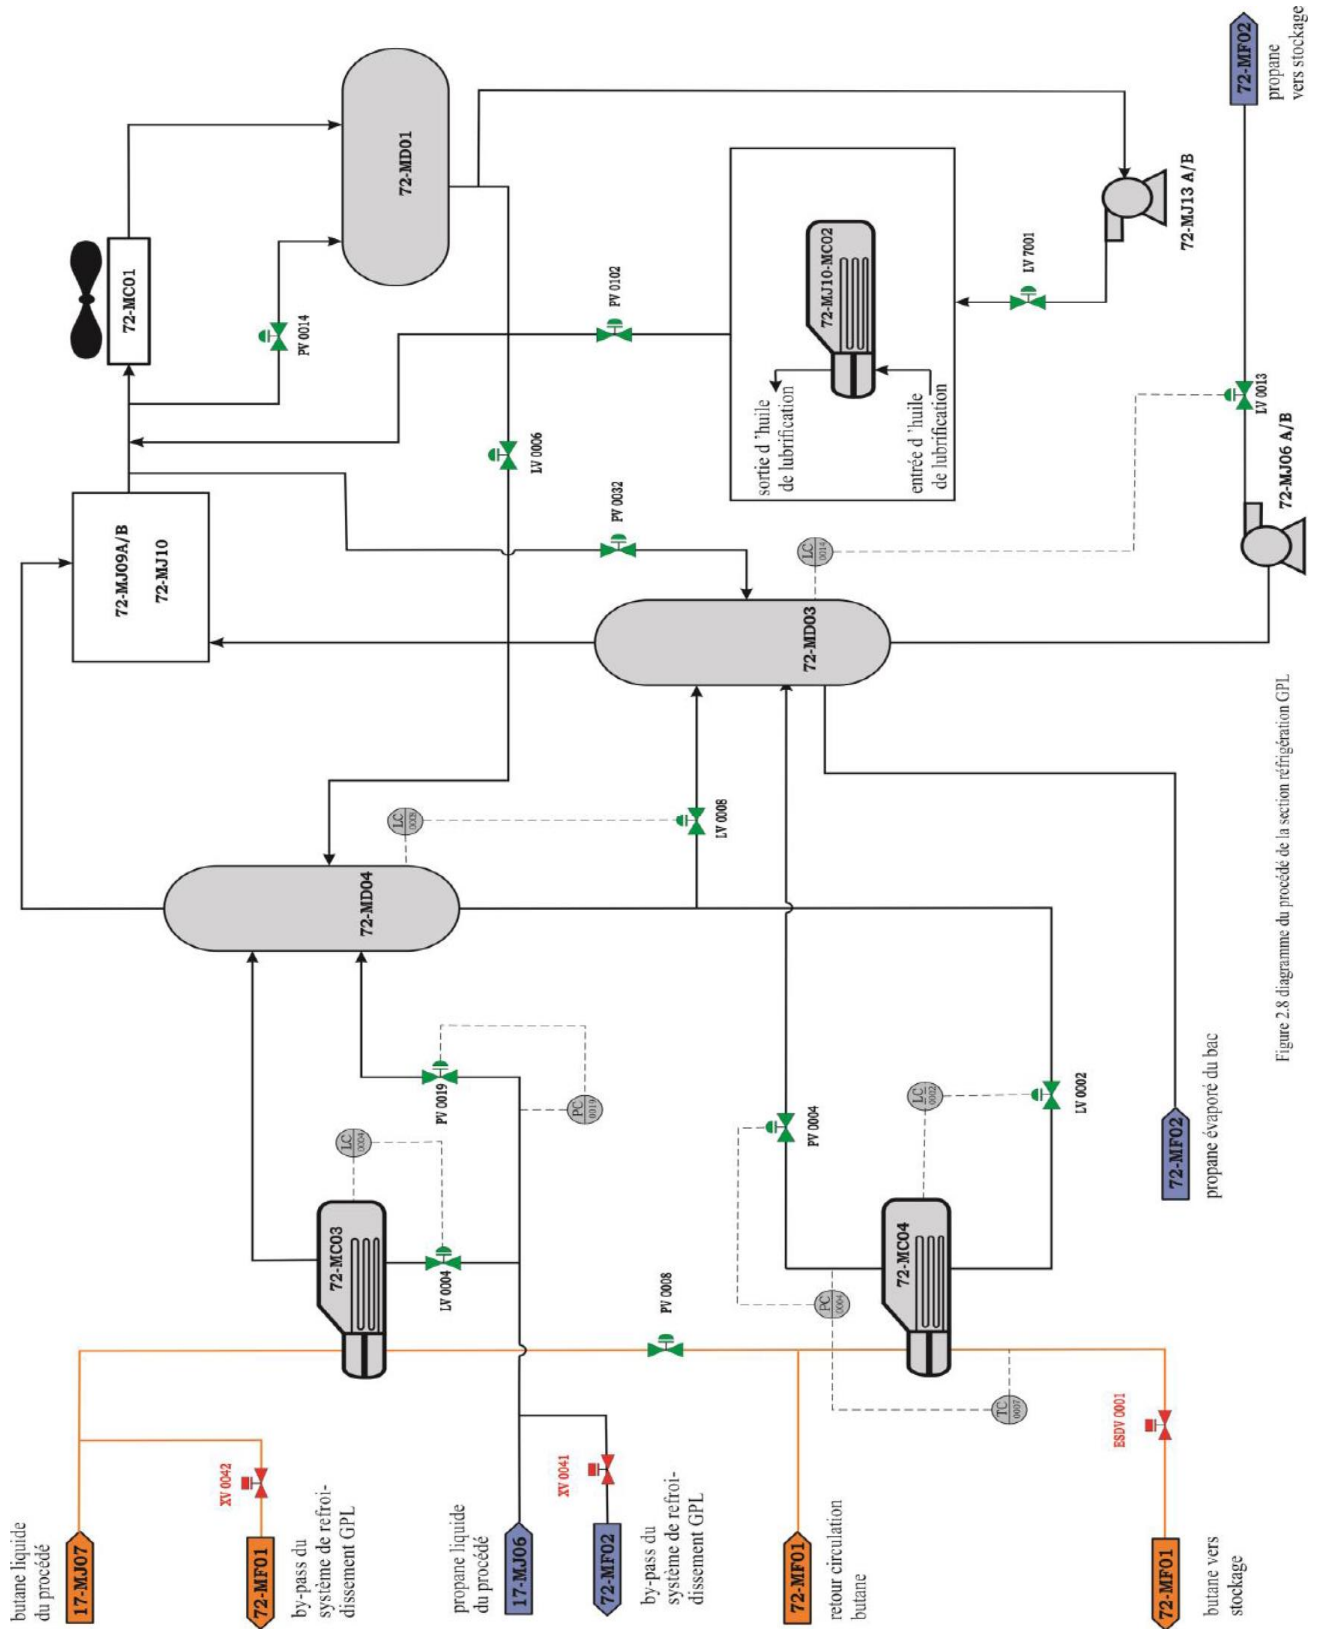 72-MF02
propane
vers stockage
72-MD01
72-MC01
PV 0014
PV 0102
72-MJ13 A/B
LV 7001
72-MJ10-MC02
sortie d 'huile
de lubrification
entrée d 'huile
de lubrification
LV 0006
72-MJ09A/B
72-MJ10
PV 0032
LC
0014
LV 0013
72-MJ06 A/B
72-MD03
72-MD04
LC
LV 0008
PV 0019
PC
0019
LC
0004
72-MC03
LV 0004
PV 0004
LC
0002
LV 0002
72-MC04
PC
0004
PV 0008
TC
0007
72-MF02
propane évaporé du bac
butane liquide
du procédé
17-MJ07
XV 0042
72-MF01
by-pass du
système de refroi-
dissement GPL
propane liquide
du procédé
17-MJ06
XV 0041
72-MF02
by-pass du
système de refroi-
dissement GPL
72-MF01
retour circulation
butane
ESDV 0001
72-MF01
butane vers
stockage
Figure 2.8 diagramme du procédé de la section réfrigération GPL